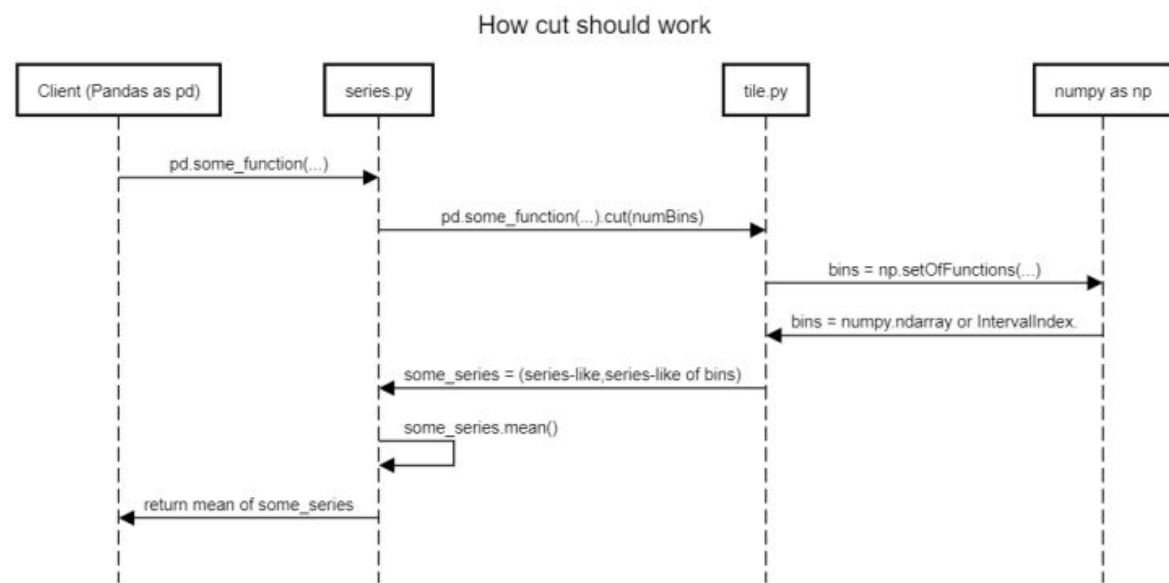 How cut should work
Client (Pandas as pd)
series.py
tile.py
numpy as np
pd.some_function(...)
pd.some_function(...).cut(numBins)
bins = np.setOfFunctions(...)
bins = numpy.ndarray or IntervalIndex.
some_series = (series-like,series-like of bins)
some_series.mean()
return mean of some_series